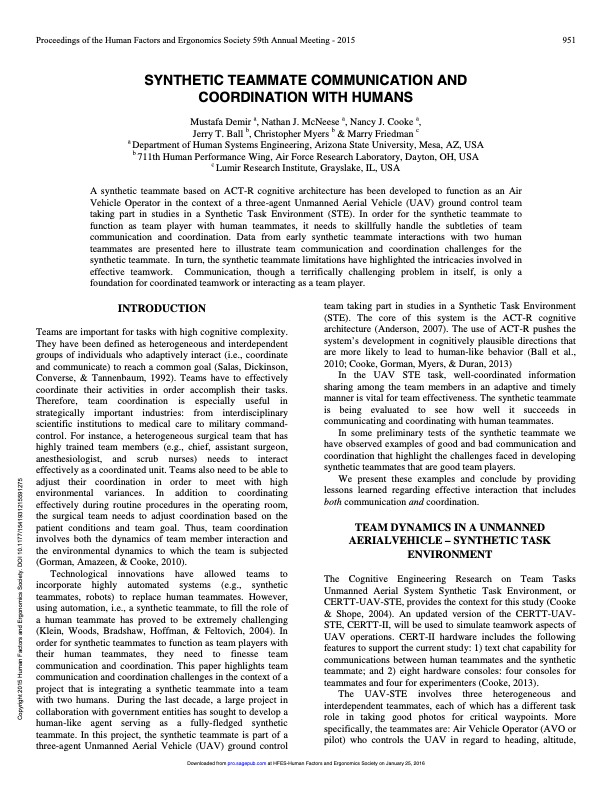 Proceedings of the Human Factors and Ergonomics Society 59th Annual Meeting - 2015
951
SYNTHETIC TEAMMATE COMMUNICATION AND
COORDINATION WITH HUMANS
Mustafa Demir a, Nathan J. McNeese a, Nancy J. Cooke a,
Jerry T. Ball b, Christopher Myers b & Marry Friedman c
a Department of Human Systems Engineering, Arizona State University, Mesa, AZ, USA
b 711th Human Performance Wing, Air Force Research Laboratory, Dayton, OH, USA
c Lumir Research Institute, Grayslake, IL, USA
A synthetic teammate based on ACT-R cognitive architecture has been developed to function as an Air
Vehicle Operator in the context of a three-agent Unmanned Aerial Vehicle (UAV) ground control team
taking part in studies in a Synthetic Task Environment (STE). In order for the synthetic teammate to
function as team player with human teammates, it needs to skillfully handle the subtleties of team
communication and coordination. Data from early synthetic teammate interactions with two human
teammates are presented here to illustrate team communication and coordination challenges for the
synthetic teammate. In turn, the synthetic teammate limitations have highlighted the intricacies involved in
effective teamwork. Communication, though a terrifically challenging problem in itself, is only a
foundation for coordinated teamwork or interacting as a team player.
INTRODUCTION
Teams are important for tasks with high cognitive complexity.
They have been defined as heterogeneous and interdependent
groups of individuals who adaptively interact (i.e., coordinate
and communicate) to reach a common goal (Salas, Dickinson,
Converse, & Tannenbaum, 1992). Teams have to effectively
coordinate their activities in order accomplish their tasks.
Therefore, team coordination is especially useful in
strategically important industries: from interdisciplinary
scientific institutions to medical care to military command-
control. For instance, a heterogeneous surgical team that has
highly trained team members (e.g., chief, assistant surgeon,
anesthesiologist, and scrub nurses) needs to interact
effectively as a coordinated unit. Teams also need to be able to
adjust their coordination in order to meet with high
environmental variances. In addition to coordinating
effectively during routine procedures in the operating room,
the surgical team needs to adjust coordination based on the
patient conditions and team goal. Thus, team coordination
involves both the dynamics of team member interaction and
the environmental dynamics to which the team is subjected
(Gorman, Amazeen, & Cooke, 2010).
Technological innovations have allowed teams to
incorporate highly automated systems (e.g., synthetic
teammates, robots) to replace human teammates. However,
using automation, i.e., a synthetic teammate, to fill the role of
a human teammate has proved to be extremely challenging
(Klein, Woods, Bradshaw, Hoffman, & Feltovich, 2004). In
order for synthetic teammates to function as team players with
their human teammates, they need to finesse team
communication and coordination. This paper highlights team
communication and coordination challenges in the context of a
project that is integrating a synthetic teammate into a team
with two humans. During the last decade, a large project in
collaboration with government entities has sought to develop a
human-like agent serving as a fully-fledged synthetic
teammate. In this project, the synthetic teammate is part of a
three-agent Unmanned Aerial Vehicle (UAV) ground control
team taking part in studies in a Synthetic Task Environment
(STE). The core of this system is the ACT-R cognitive
architecture (Anderson, 2007). The use of ACT-R pushes the
system's development in cognitively plausible directions that
are more likely to lead to human-like behavior (Ball et al.,
2010; Cooke, Gorman, Myers, & Duran, 2013)
In UAV STE task, well-coordinated information
sharing among the team members in an adaptive and timely
manner is vital for team effectiveness. The synthetic teammate
is being evaluated to see how well it succeeds in
communicating and coordinating with human teammates.
In some preliminary tests of the synthetic teammate we
have observed examples of good and bad communication and
coordination that highlight the challenges faced in developing
synthetic teammates that are good team players.
We present these examples and conclude by providing
lessons learned regarding effective interaction that includes
both communication and coordination.
TEAM DYNAMICS IN A UNMANNED
AERIALVEHICLE – SYNTHETIC TASK
ENVIRONMENT
The Cognitive Engineering Research on Team Tasks
Unmanned Aerial System Synthetic Task Environment, or
CERTT-UAV-STE, provides the context for this study (Cooke
& Shope, 2004). An updated version of the CERTT-UAV-
STE, CERTT-II, will be used to simulate teamwork aspects of
UAV operations. CERT-II hardware includes the following
features to support the current study: 1) text chat capability for
communications between human teammates and the synthetic
teammate; and 2) eight hardware consoles: four consoles for
teammates and four for experimenters (Cooke, 2013).
The UAV-STE involves three heterogeneous and
interdependent teammates, each of which has a different task
role in taking good photos for critical waypoints. More
specifically, the teammates are: Air Vehicle Operator (AVO or
pilot) who controls the UAV in regard to heading, altitude,
Copyright 2015 Human Factors and Ergonomics Society. DOI 10.1177/1541931215591275
Downloaded from pro.sagepub.com at HFES-Human Factors and Ergonomics Society on January 25, 2016